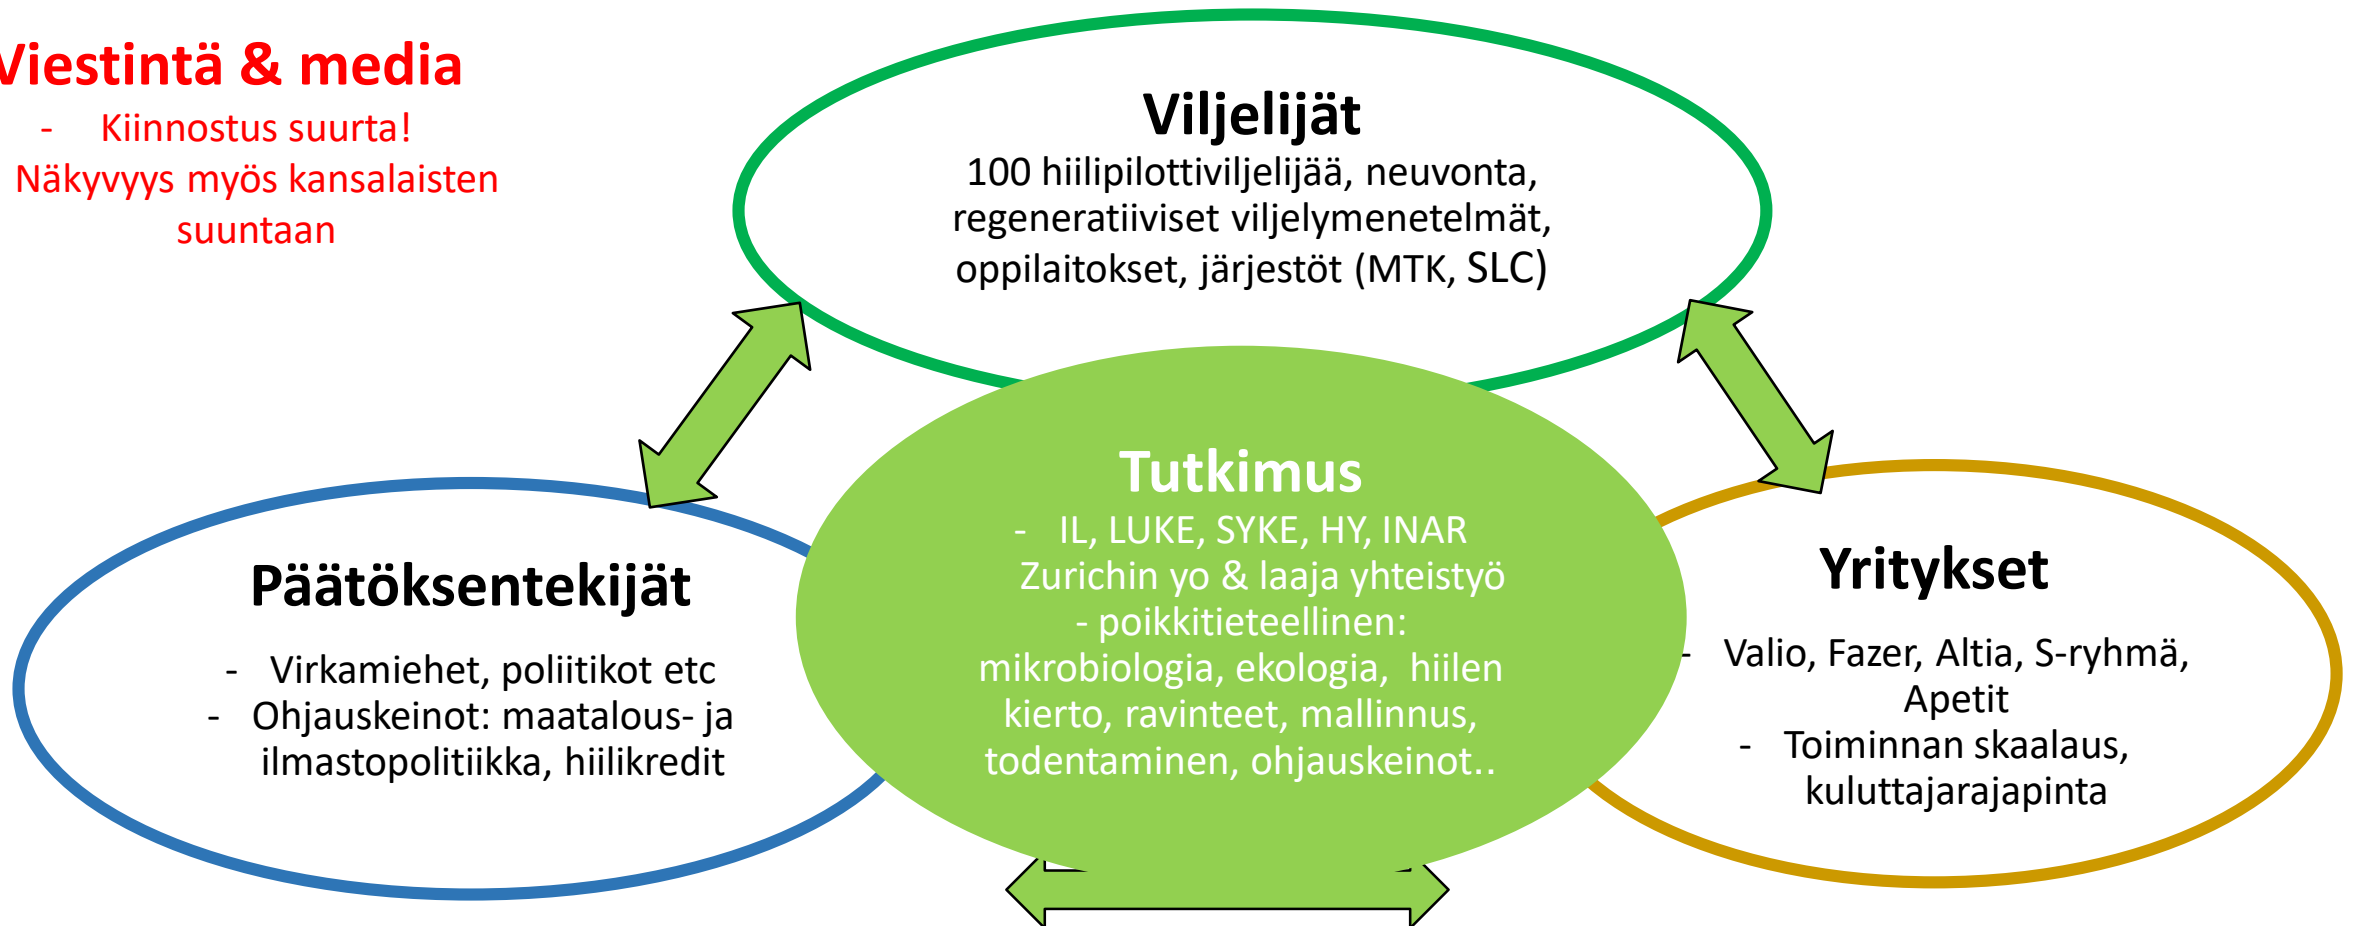 Viestintä & media
- Kiinnostus suurta!
Näkyvyys myös kansalaisten
suuntaan
Viljelijät
100 hiilipilottiviljelijää, neuvonta,
regeneratiiviset viljelymenetelmät,
oppilaitokset, järjestöt (MTK, SLC)
Tutkimus
- IL, LUKE, SYKE, HY, INAR
Zurichin yo & laaja yhteistyö
- poikkitieteellinen:
mikrobiologia, ekologia, hiilen
kierto, ravinteet, mallinnus,
todentaminen, ohjauskeinot..
Päätöksentekijät
- Virkamiehet, poliitikot etc
- Ohjauskeinot: maatalous- ja
ilmastopolitiikka, hiilikredit
Yritykset
- Valio, Fazer, Altia, S-ryhmä,
Apetit
- Toiminnan skaalaus,
kuluttajarajapinta